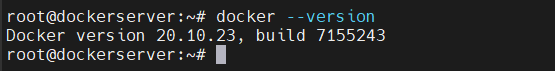 root@dockerserver:~# docker --version
Docker version 20.10.23, build 7155243
root@dockerserver:~#